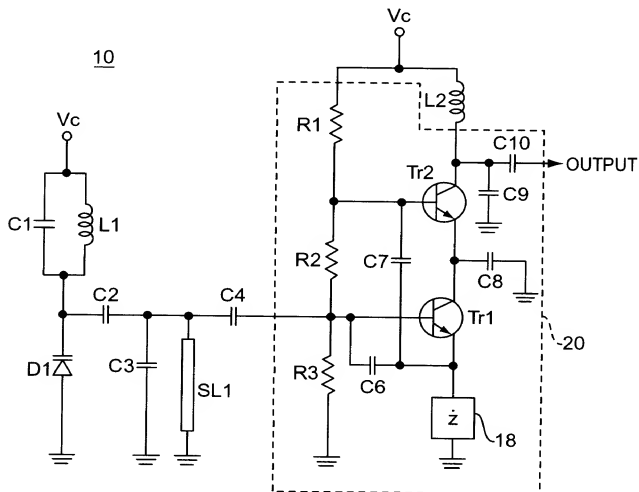 10
Vc
Vc
C1
L1
R1
L2
C10
OUTPUT
Tr2
C9
C2
C4
R2
C7
C8
D1
C3
SL1
Tr1
20
R3
C6
Ż
18